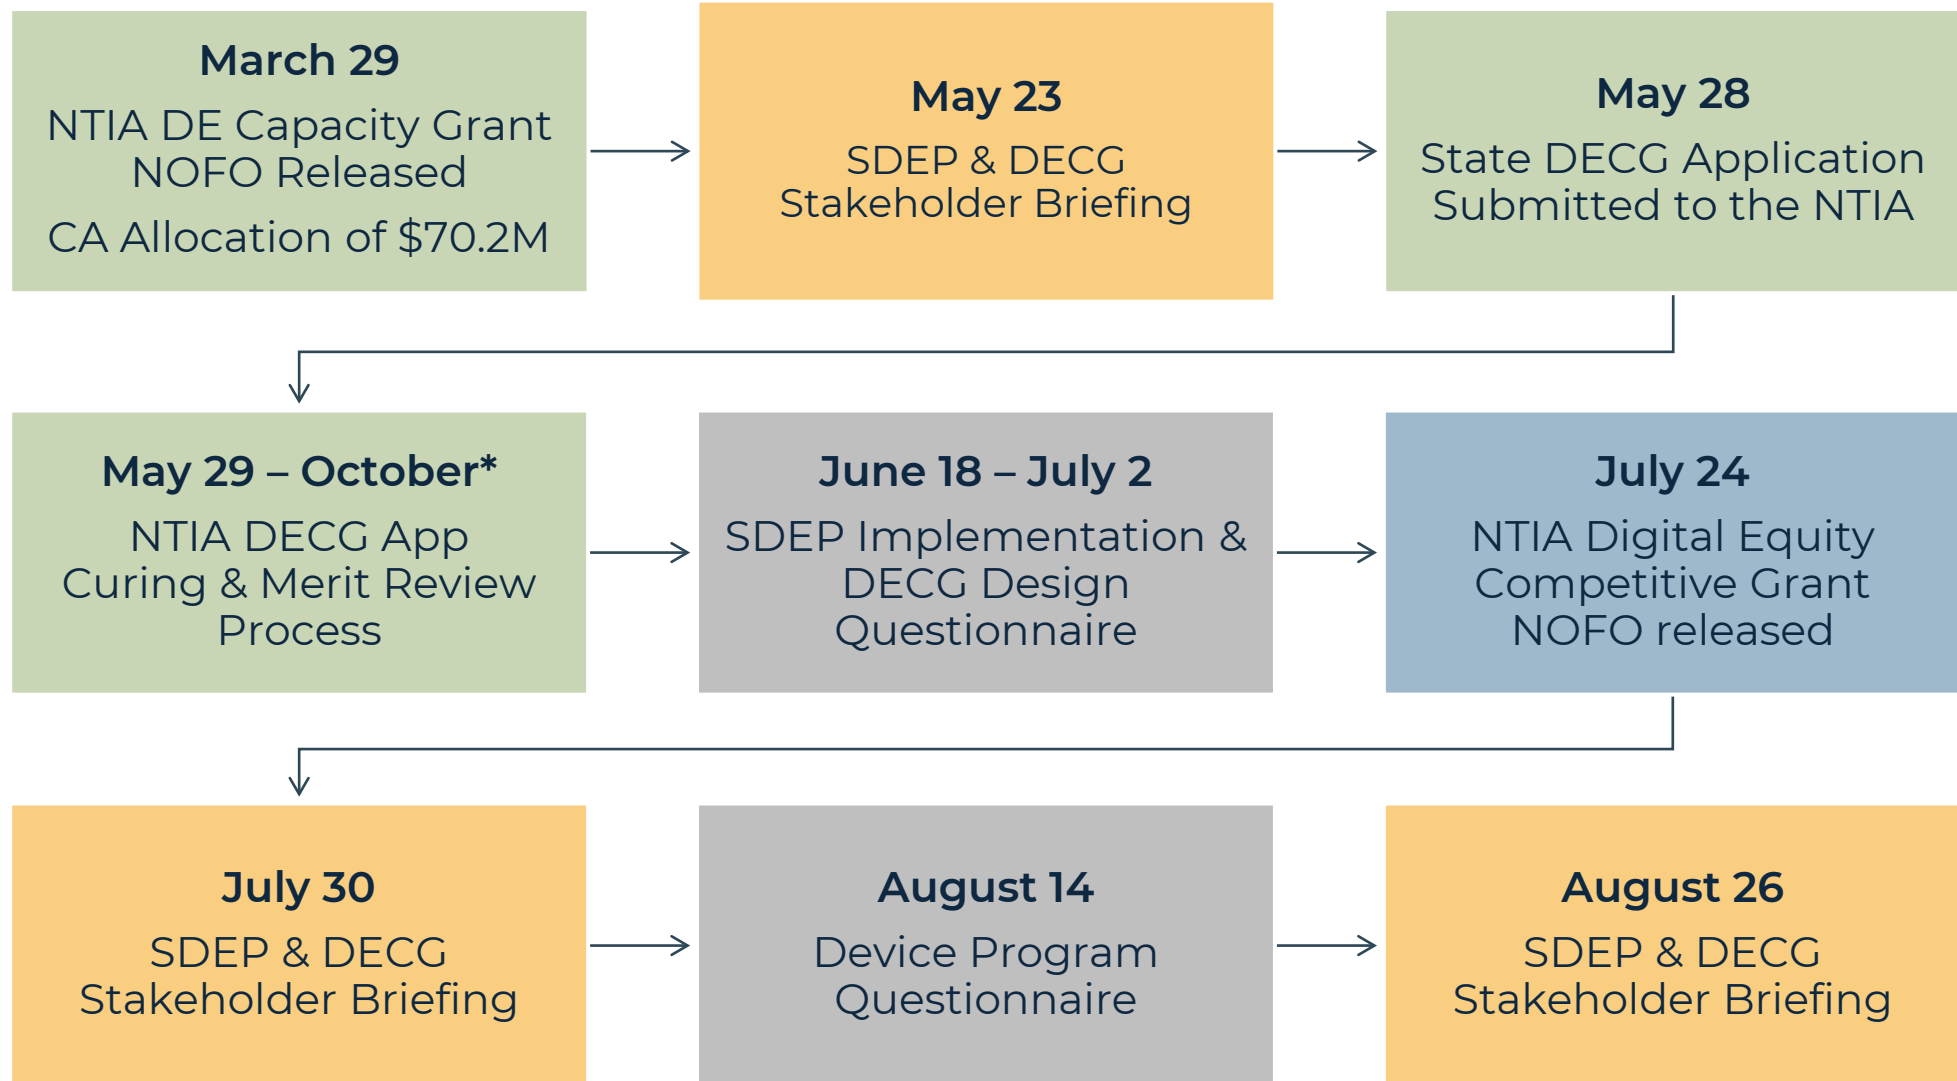 March 29
NTIA DE Capacity Grant
NOFO Released
CA Allocation of $70.2M
May 23
SDEP & DECG
Stakeholder Briefing
May 28
State DECG Application
Submitted to the NTIA
May 29 – October*
NTIA DECG App
Curing & Merit Review
Process
June 18 – July 2
SDEP Implementation &
DECG Design
Questionnaire
July 24
NTIA Digital Equity
Competitive Grant
NOFO released
July 30
SDEP & DECG
Stakeholder Briefing
August 14
Device Program
Questionnaire
August 26
SDEP & DECG
Stakeholder Briefing